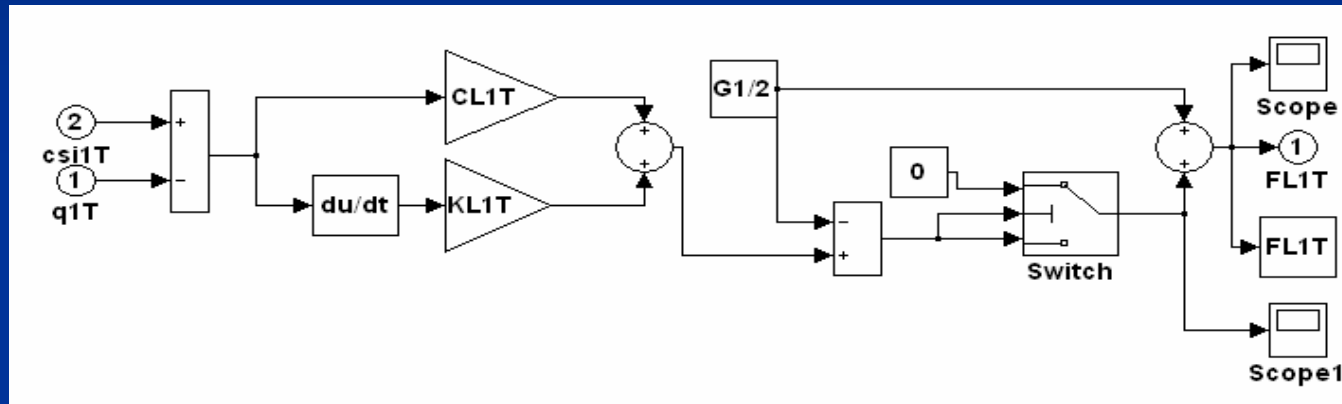 2
csi1T
1
q1T
+
−
du/dt
CL1T
KL1T
+
+
G1/2
0
−
+
Switch
+
+
Scope
1
FL1T
FL1T
Scope1